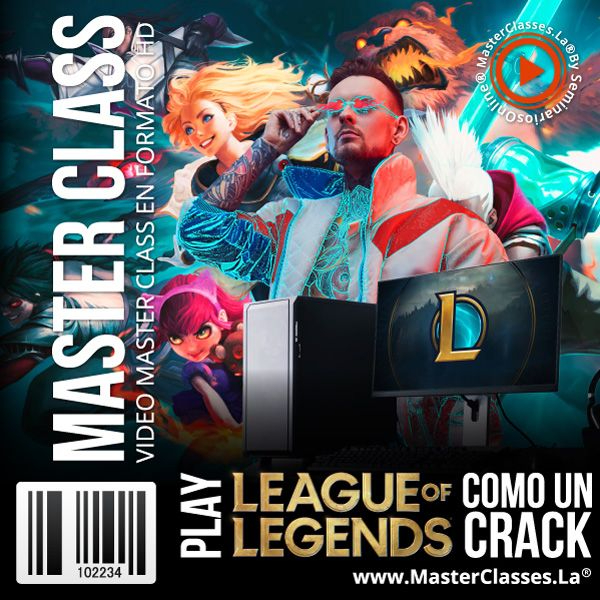 MASTER CLASS
VIDEO MASTER CLASS EN FORMATO HD
MasterClasses.La® By SeminariosOnline®
L
PLAY
LEAGUE OF
LEGENDS
COMO UN
CRACK
102234
www.MasterClasses.La®